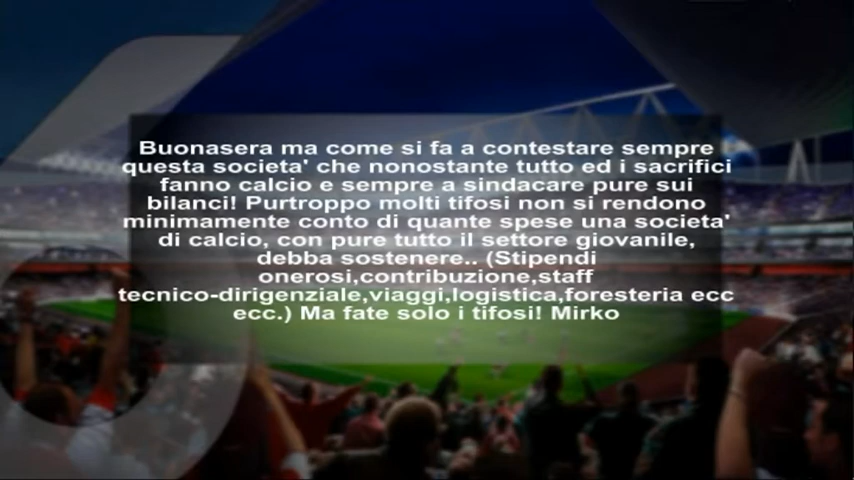 Buonasera ma come si fa a contestare sempre
questa societa' che nonostante tutto ed i sacrifici
fanno calcio e sempre a sindacare pure sui
bilanci! Purtroppo molti tifosi non si rendono
minimamente conto di quante spese una societa'
di calcio, con pure tutto il settore giovanile,
debba sostenere.. (Stipendi
onerosi,contribuzione,staff
tecnico-dirigenziale,viaggi,logistica,foresteria ecc
ecc.) Ma fate solo i tifosi! Mirko